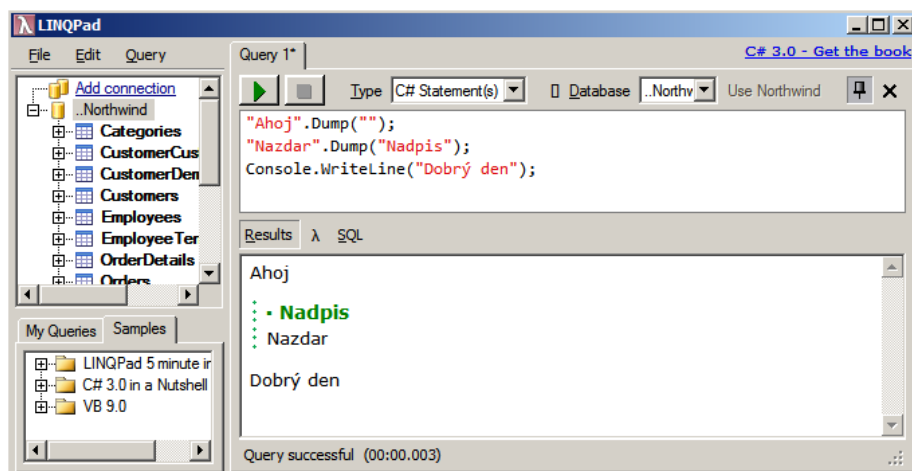 LINQPad
File Edit Query
Query 1*
C# 3.0 - Get the book
Add connection
..Northwind
Categories
CustomerCus
CustomerDen
Customers
Employees
EmployeeTer
OrderDetails
Orders
Type C# Statement(s) Database ..Northv Use Northwind
"Ahoj".Dump("");
"Nazdar".Dump("Nadpis");
Console.WriteLine("Dobrý den");
Results λ SQL
Ahoj
Nadpis
Nazdar
Dobrý den
My Queries Samples
LINQPad 5 minute in
C# 3.0 in a Nutshell
VB 9.0
Query successful (00:00.003)